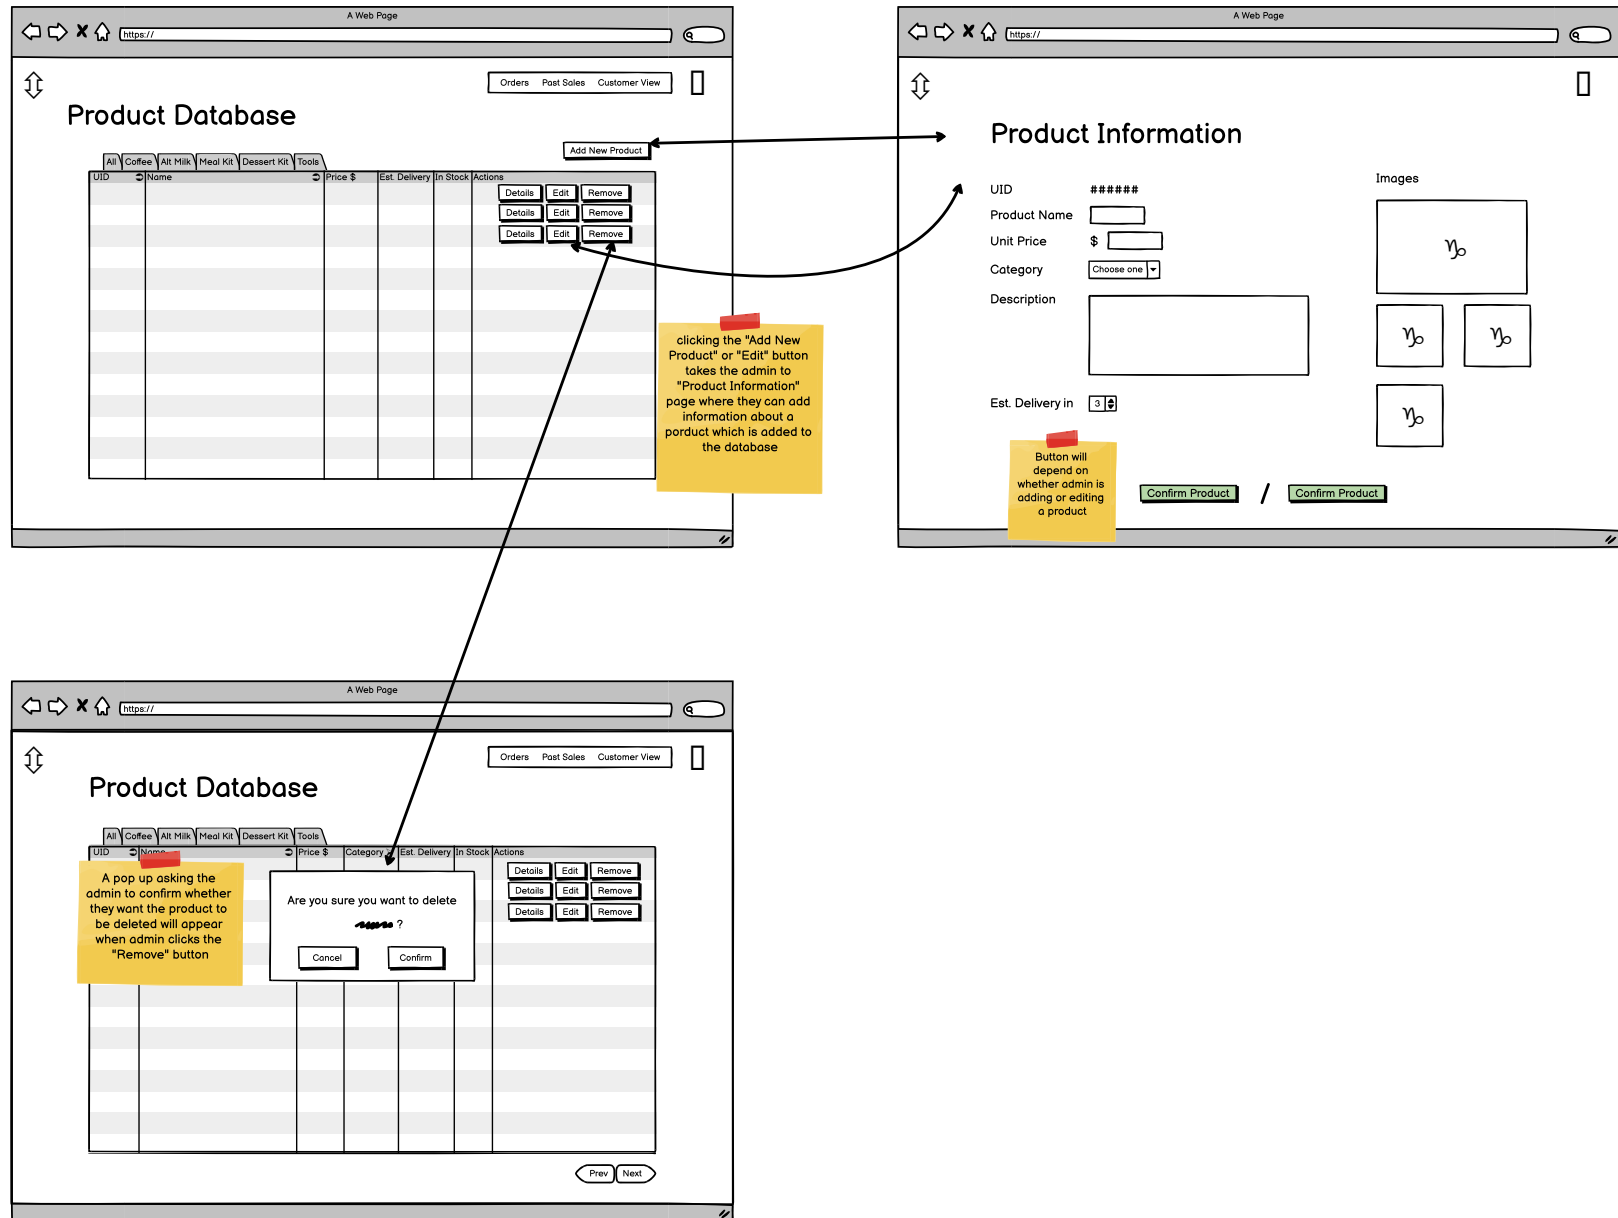 A Web Page
https://
Orders Past Sales Customer View
Product Database
Add New Product
All Coffee Alt Milk Meal Kit Dessert Kit Tools
UID Name Price $ Est. Delivery In Stock Actions
Details Edit Remove
Details Edit Remove
Details Edit Remove
clicking the "Add New
Product" or "Edit" button
takes the admin to
"Product Information"
page where they can add
information about a
porduct which is added to
the database
A Web Page
https://
Product Information
UID ######
Product Name
Unit Price $
Category Choose one
Description
Est. Delivery in 3
Images
Button will
depend on
whether admin is
adding or editing
a product
Confirm Product / Confirm Product
A Web Page
https://
Orders Past Sales Customer View
Product Database
All Coffee Alt Milk Meal Kit Dessert Kit Tools
UID Name Price $ Category Est. Delivery In Stock Actions
Details Edit Remove
Details Edit Remove
Details Edit Remove
A pop up asking the
admin to confirm whether
they want the product to
be deleted will appear
when admin clicks the
"Remove" button
Are you sure you want to delete
?
Cancel Confirm
Prev Next